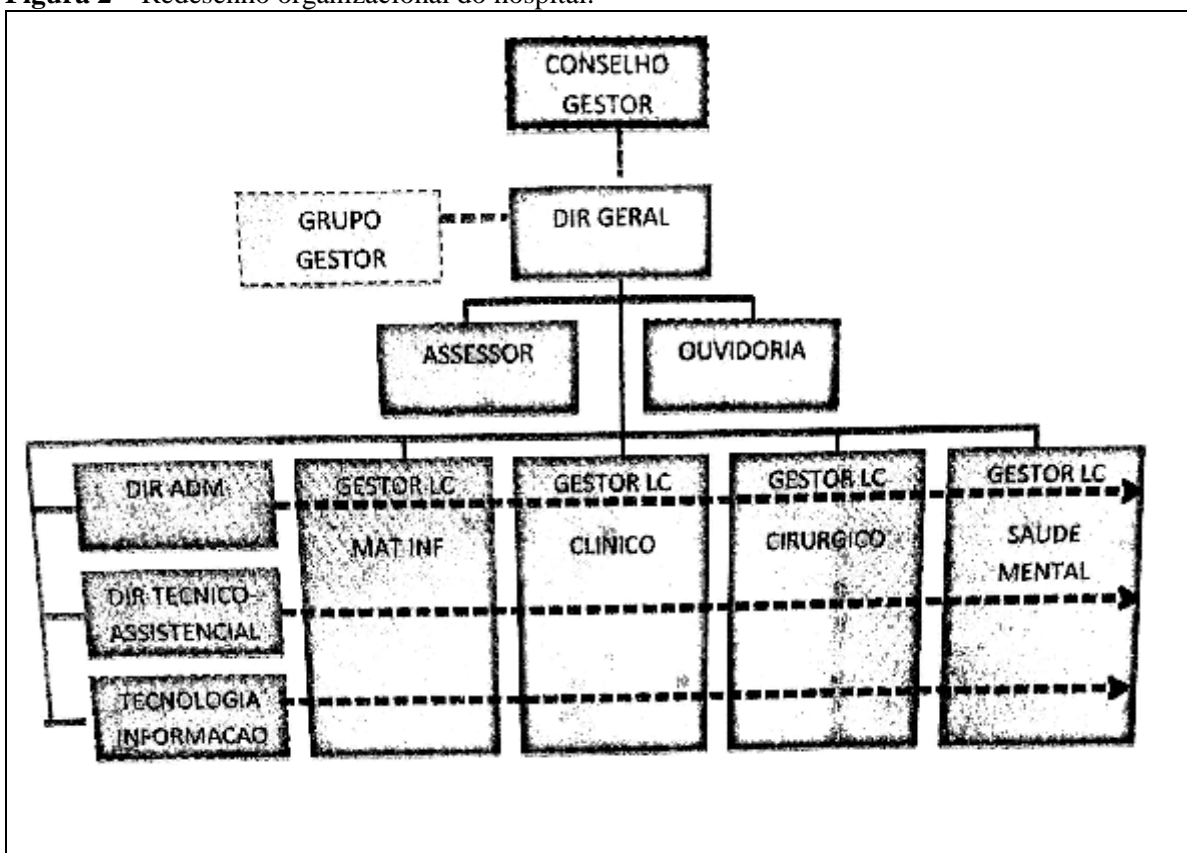 Figura 2 – Redesenho organizacional do hospital.
CONSELHO
GESTOR
GRUPO
GESTOR
DIR GERAL
ASSESSOR
OUVIDORIA
DIR ADM
GESTOR LC
MAT INF
GESTOR LC
CLINICO
GESTOR LC
CIRURGICO
GESTOR LC
SAUDE
MENTAL
DIR TECNICO-
ASSISTENCIAL
TECNOLOGIA
INFORMACAO